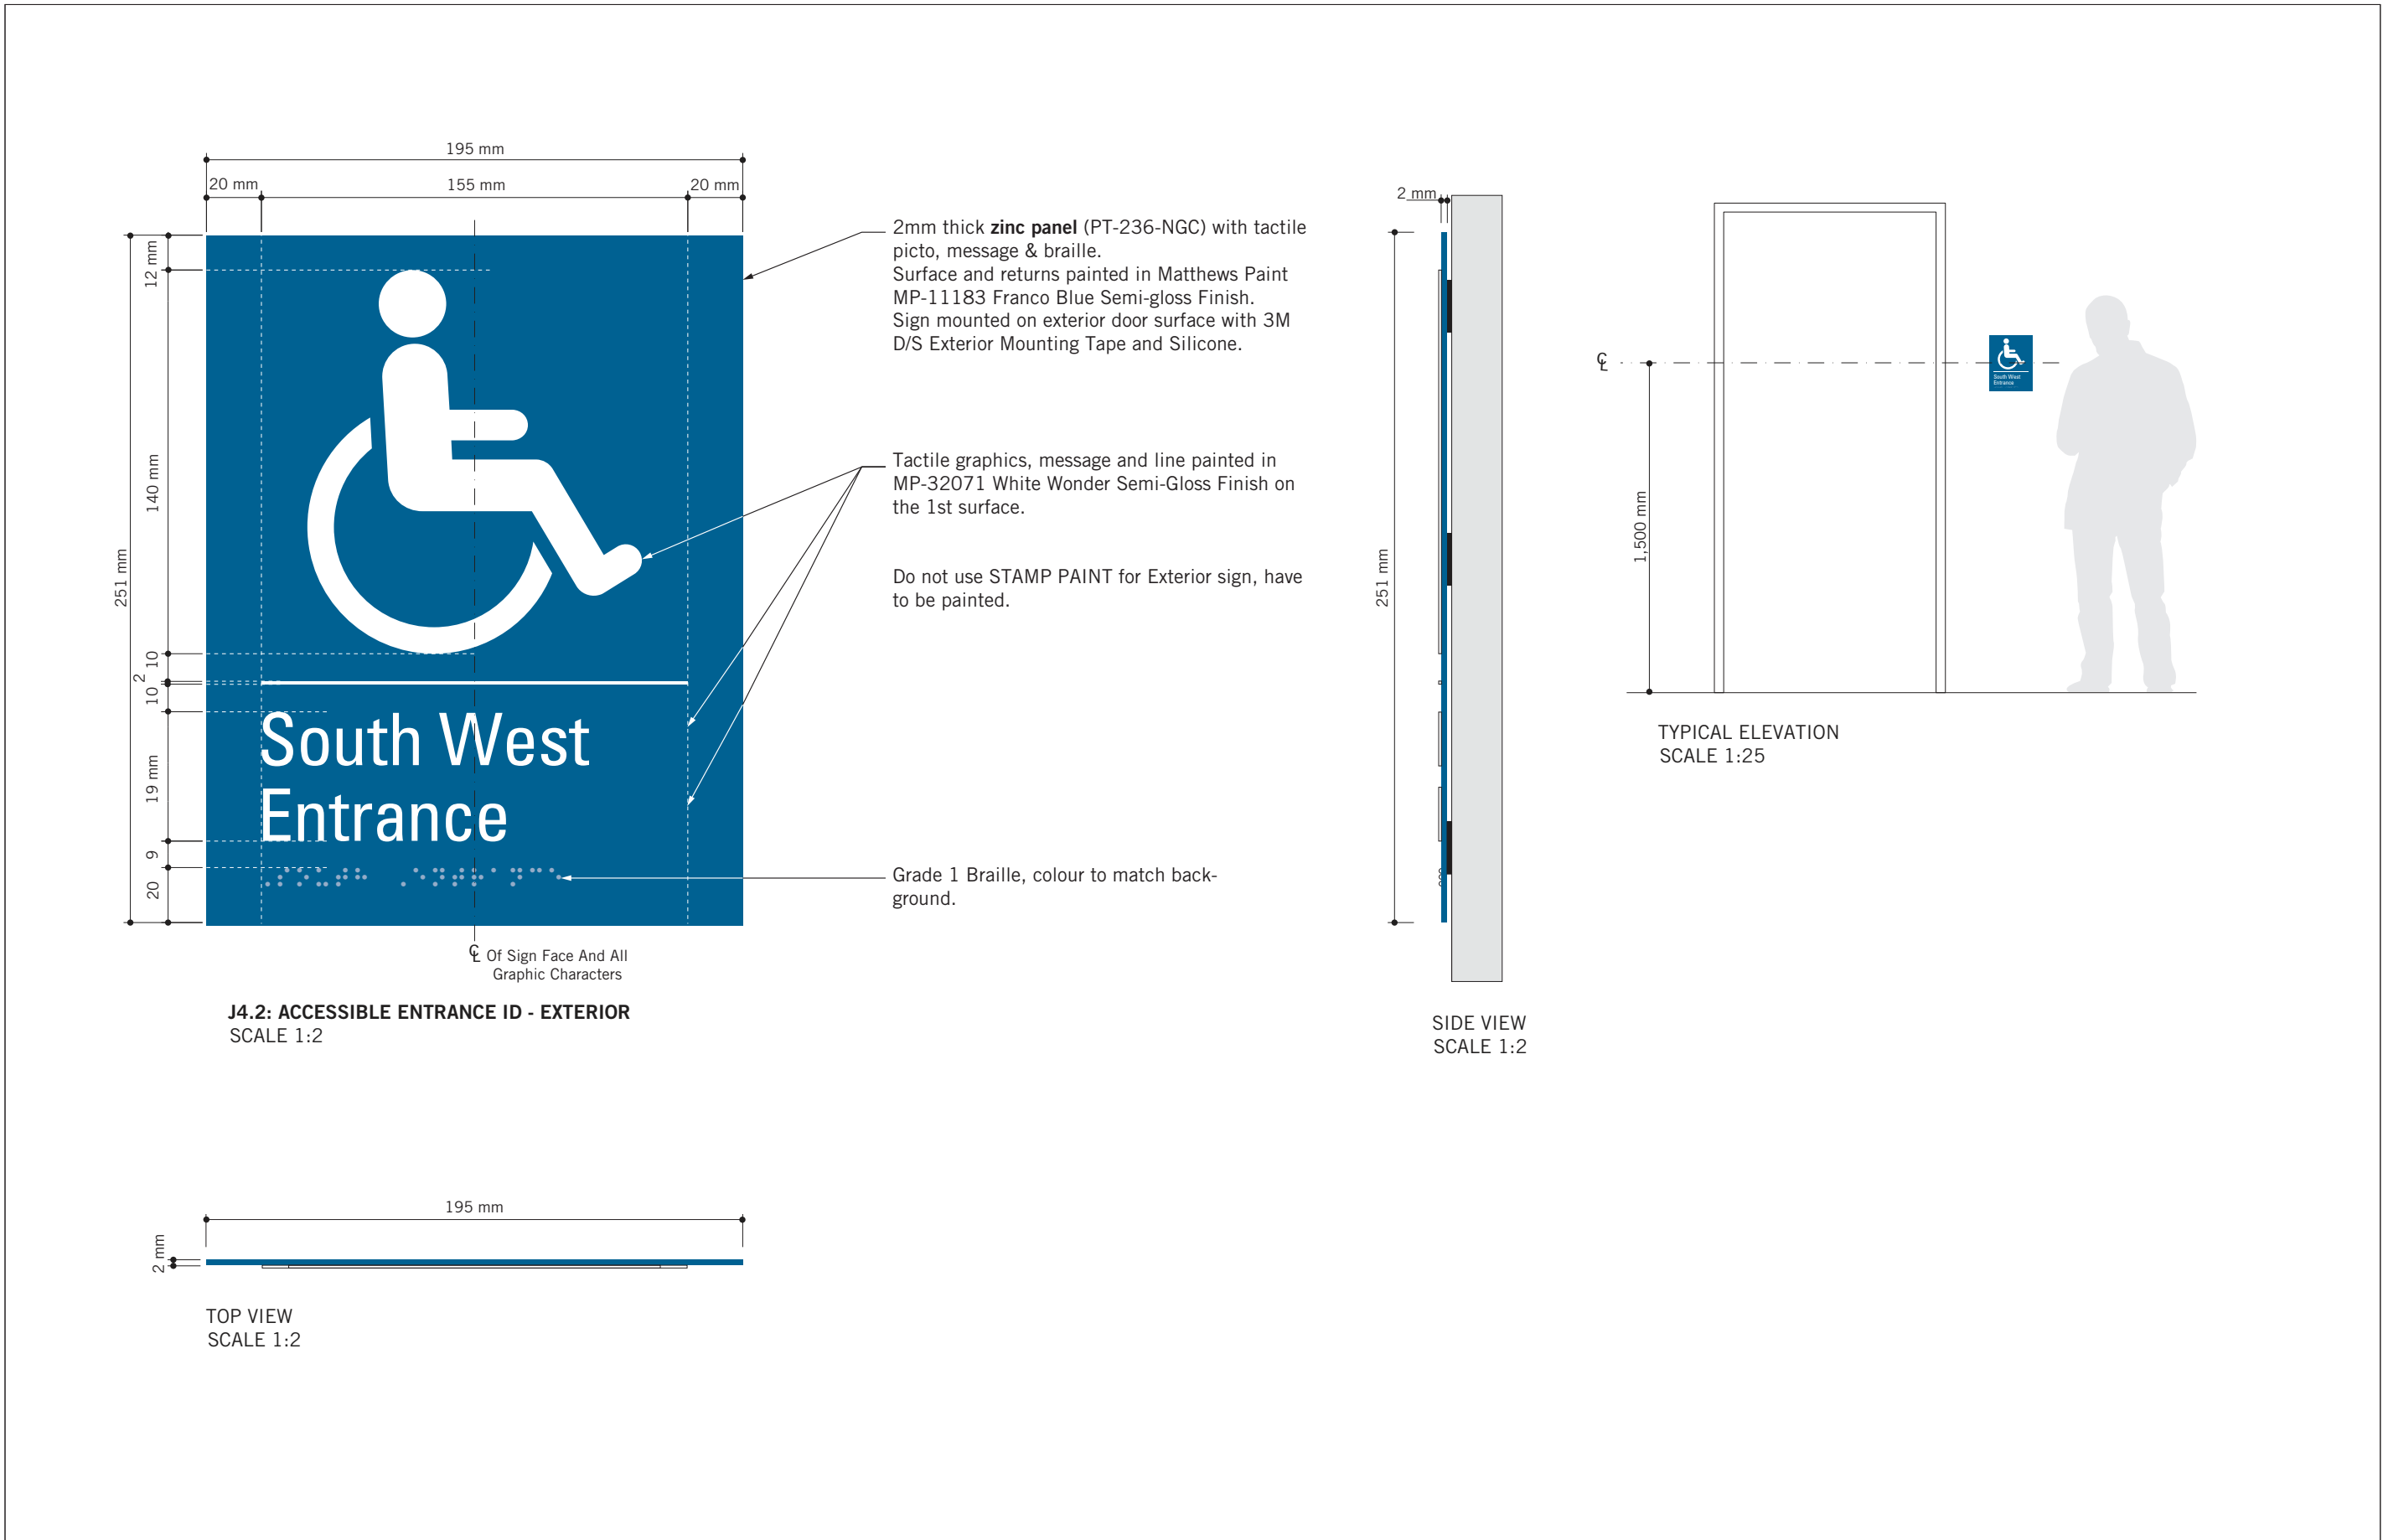 195 mm
20 mm
155 mm
20 mm
12 mm
140 mm
251 mm
10
2
10
19 mm
9
20
South West
Entrance
2mm thick zinc panel (PT-236-NGC) with tactile
picto, message & braille.
Surface and returns painted in Matthews Paint
MP-11183 Franco Blue Semi-gloss Finish.
Sign mounted on exterior door surface with 3M
D/S Exterior Mounting Tape and Silicone.
Tactile graphics, message and line painted in
MP-32071 White Wonder Semi-Gloss Finish on
the 1st surface.
Do not use STAMP PAINT for Exterior sign, have
to be painted.
Grade 1 Braille, colour to match back-
ground.
℄ Of Sign Face And All
Graphic Characters
J4.2: ACCESSIBLE ENTRANCE ID - EXTERIOR
SCALE 1:2
2 mm
251 mm
SIDE VIEW
SCALE 1:2
℄
1,500 mm
South West
Entrance
TYPICAL ELEVATION
SCALE 1:25
195 mm
2 mm
TOP VIEW
SCALE 1:2